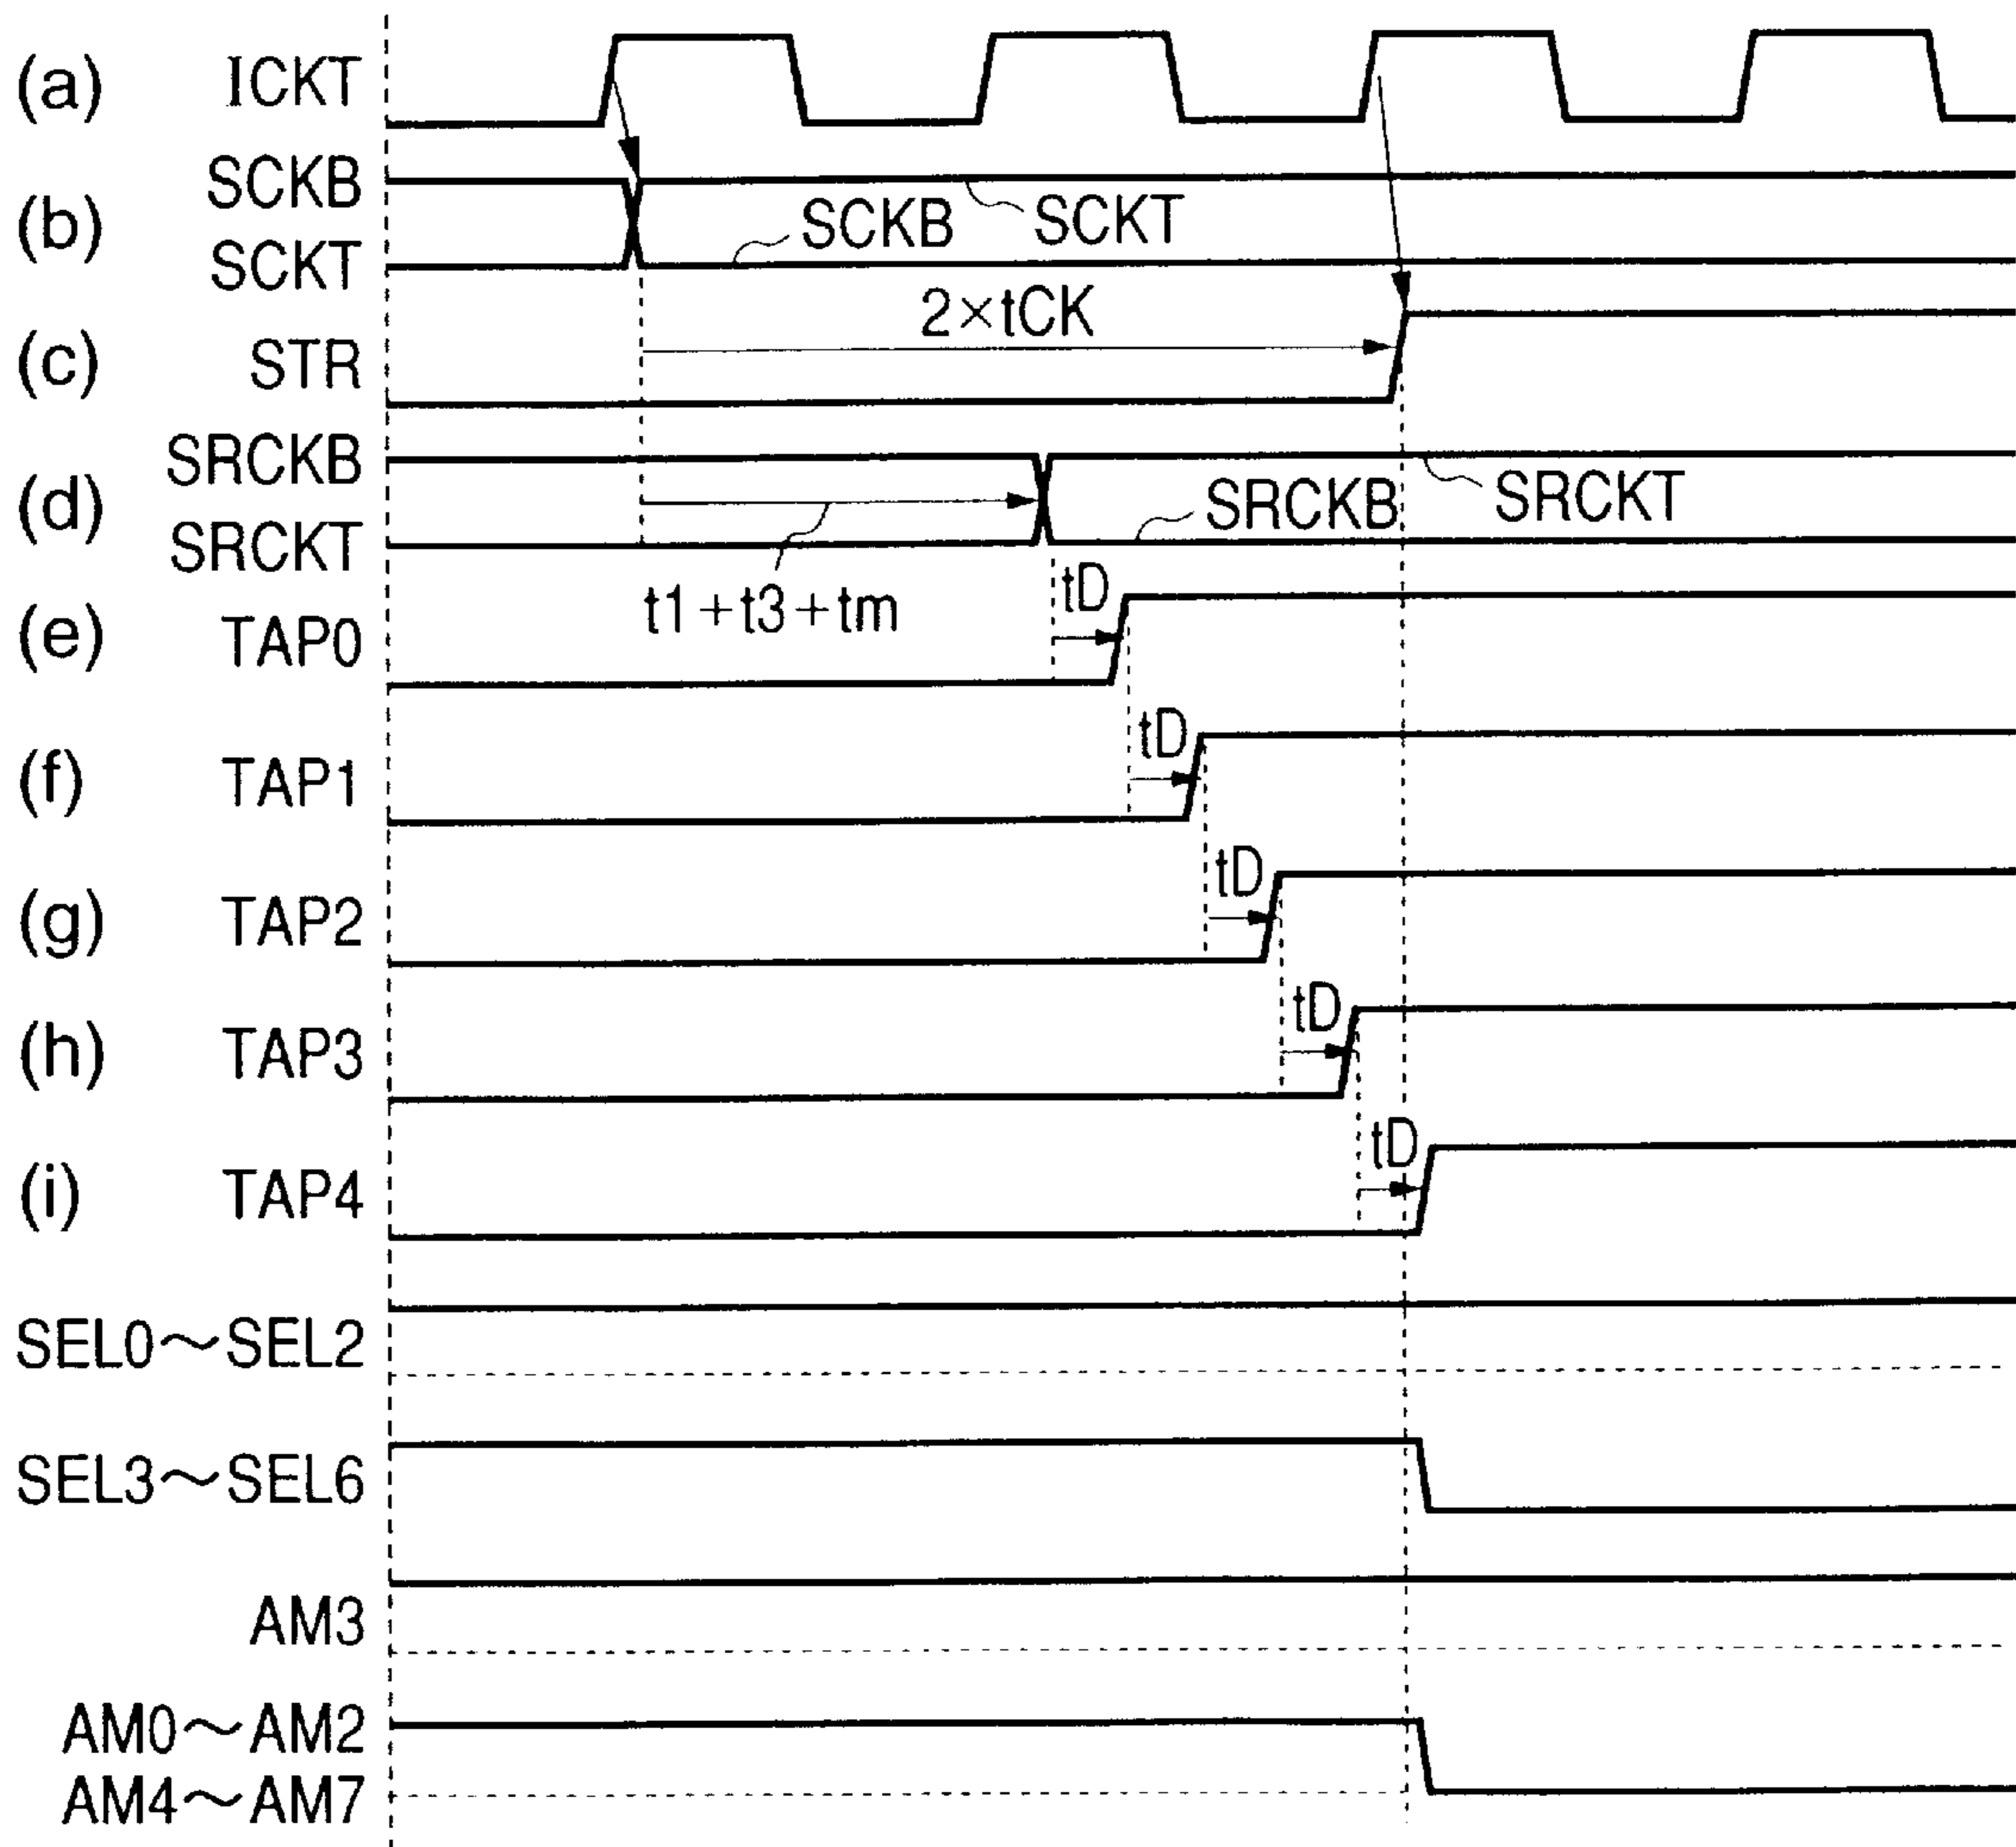 (a) ICKT
SCKB
(b) SCKB SCKT
SCKT
2×tCK
(c) STR
SRCKB
(d) SRCKB SRCKT
SRCKT
t1+t3+tm
tD
(e) TAP0
tD
(f) TAP1
tD
(g) TAP2
tD
(h) TAP3
tD
(i) TAP4
SEL0~SEL2
SEL3~SEL6
AM3
AM0~AM2
AM4~AM7